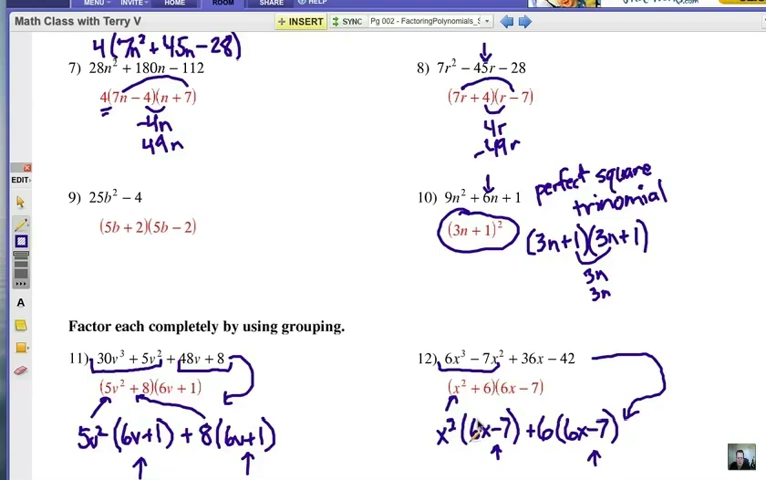 MENU INVITE HOME ROOM SHARE HELP
Math Class with Terry V
INSERT SYNC Pg 002 - FactoringPolynomials_S
4(7n² + 45n - 28)
7) 28n² + 180n − 112
4(7n − 4)(n + 7)
-4n
49n
8) 7r² − 45r − 28
(7r + 4)(r − 7)
4r
-49r
9) 25b² − 4
(5b + 2)(5b − 2)
10) 9n² + 6n + 1
(3n + 1)²
perfect square
trinomial
(3n+1)(3n+1)
3n
3n
Factor each completely by using grouping.
11) 30v³ + 5v² + 48v + 8
(5v² + 8)(6v + 1)
5v² (6v+1) + 8(6v+1)
12) 6x³ − 7x² + 36x − 42
(x² + 6)(6x − 7)
x² (6x-7) + 6(6x-7)
EDIT
A